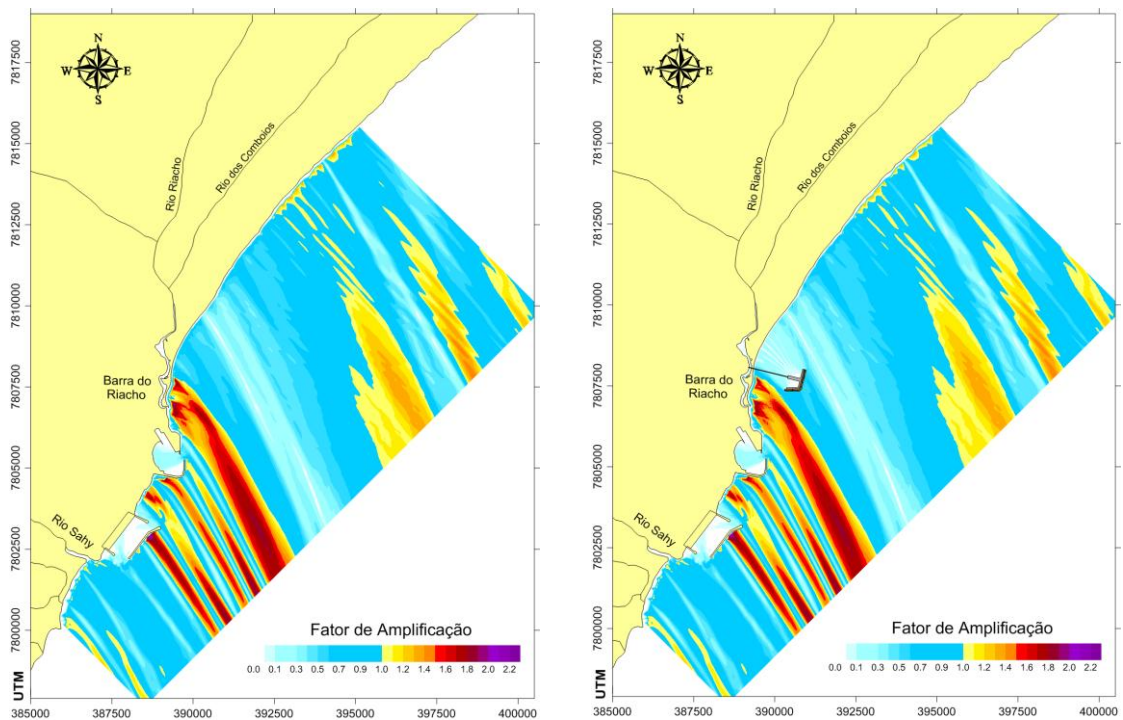 7817500
7815000
7812500
7810000
7807500
7805000
7802500
7800000
UTM
N
W E
S
Rio Riacho
Rio dos Comboios
Barra do
Riacho
Rio Sahy
Fator de Amplificação
0.0 0.1 0.3 0.5 0.7 0.9 1.0 1.2 1.4 1.6 1.8 2.0 2.2
385000 387500 390000 392500 395000 397500 400000
7817500
7815000
7812500
7810000
7807500
7805000
7802500
7800000
UTM
N
W E
S
Rio Riacho
Rio dos Comboios
Barra do
Riacho
Rio Sahy
Fator de Amplificação
0.0 0.1 0.3 0.5 0.7 0.9 1.0 1.2 1.4 1.6 1.8 2.0 2.2
385000 387500 390000 392500 395000 397500 400000